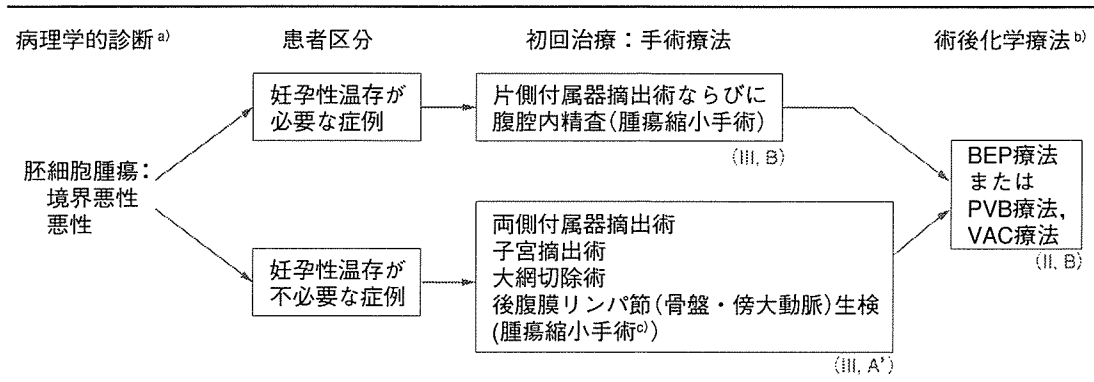 病理学的診断a)
患者区分
初回治療：手術療法
術後化学療法b)
胚細胞腫瘍：
境界悪性
悪性
妊孕性温存が
必要な症例
片側付属器摘出術ならびに
腹腔内精査(腫瘍縮小手術)
(III, B)
妊孕性温存が
不必要な症例
両側付属器摘出術
子宮摘出術
大網切除術
後腹膜リンパ節(骨盤・傍大動脈)生検
(腫瘍縮小手術c))
(III, A')
BEP療法
または
PVB療法,
VAC療法
(II, B)